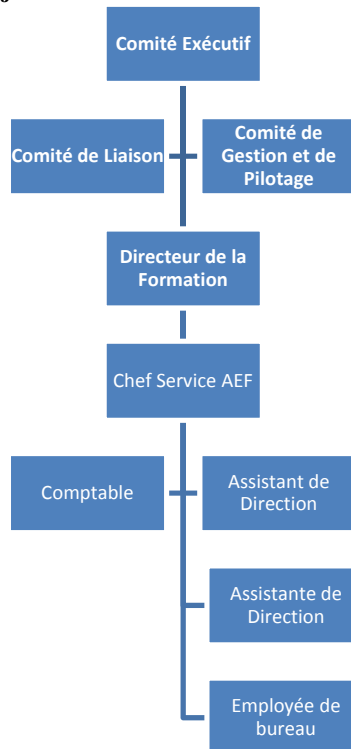 Comité Exécutif
Comité de Liaison
Comité de
Gestion et de
Pilotage
Directeur de la
Formation
Chef Service AEF
Comptable
Assistant de
Direction
Assistante de
Direction
Employée de
bureau